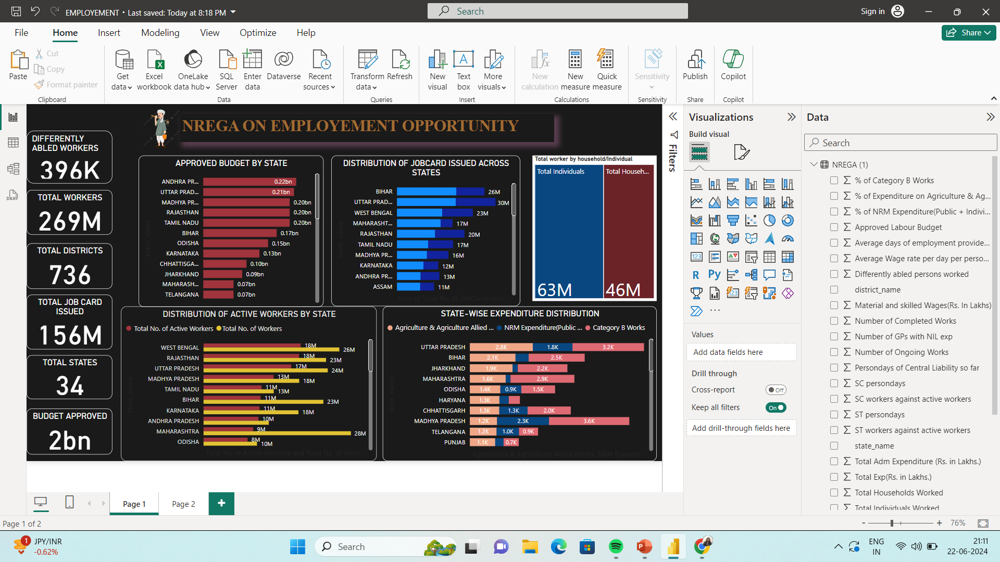 EMPLOYEMENT • Last saved: Today at 8:18 PM
Search
Sign in
File
Home
Insert
Modeling
View
Optimize
Help
Share
Paste
Cut
Copy
Format painter
Clipboard
Get data
Excel workbook
OneLake data hub
SQL Server
Enter data
Dataverse
Recent sources
Data
Transform data
Refresh
Queries
New visual
Text box
More visuals
Insert
New calculation
New measure
Quick measure
Calculations
Sensitivity
Sensitivity
Publish
Share
Copilot
Copilot
NREGA ON EMPLOYEMENT OPPORTUNITY
DIFFERENTLY
ABLED WORKERS
396K
TOTAL WORKERS
269M
TOTAL DISTRICTS
736
TOTAL JOB CARD
ISSUED
156M
TOTAL STATES
34
BUDGET APPROVED
2bn
APPROVED BUDGET BY STATE
state_name
ANDHRA PR... 0.22bn
UTTAR PRAD... 0.21bn
MADHYA PR... 0.20bn
RAJASTHAN 0.20bn
TAMIL NADU 0.20bn
BIHAR 0.17bn
ODISHA 0.15bn
KARNATAKA 0.13bn
CHHATTISGA... 0.10bn
JHARKHAND 0.09bn
MAHARASH... 0.07bn
TELANGANA 0.07bn
DISTRIBUTION OF JOBCARD ISSUED ACROSS
STATES
state_name
BIHAR 26M
UTTAR PRAD... 30M
WEST BENGAL 23M
MAHARASHT... 17M
RAJASTHAN 20M
TAMIL NADU 17M
MADHYA PR... 16M
KARNATAKA 12M
ANDHRA PR... 13M
ASSAM 11M
Sum of Total No. of JobCards issu...
Total worker by household/Individual
Total Individuals
63M
Total Househ...
46M
DISTRIBUTION OF ACTIVE WORKERS BY STATE
Total No. of Active Workers Total No. of Workers
state_name
WEST BENGAL 18M 26M
RAJASTHAN 18M 23M
UTTAR PRADESH 17M 24M
MADHYA PRADESH 13M 18M
TAMIL NADU 11M 13M
BIHAR 11M 23M
KARNATAKA 11M 18M
ANDHRA PRADESH 10M
MAHARASHTRA 9M 28M
ODISHA 8M 10M
Total No. of Active Workers and Total No. of Work...
STATE-WISE EXPENDITURE DISTRIBUTION
Agriculture & Agriculture Allied ... NRM Expenditure(Public ... Category B Works
state_name
UTTAR PRADESH 2.8K 1.8K 3.2K
BIHAR 2.1K 2.5K
JHARKHAND 1.9K 2.2K
MAHARASHTRA 1.6K 2.9K
ODISHA 1.4K 0.9K 1.5K
HARYANA 1.3K
CHHATTISGARH 1.3K 1.3K 2.0K
MADHYA PRADESH 1.2K 2.3K 3.6K
TELANGANA 1.2K 1.0K 0.9K
PUNJAB 1.1K 0.7K
Agriculture & Agriculture Allied Works, NRM Expendi...
Filters
Visualizations
Build visual
123
R
Py
Values
Add data fields here
Drill through
Cross-report Off
Keep all filters On
Add drill-through fields here
Data
Search
NREGA (1)
% of Category B Works
% of Expenditure on Agriculture & Ag...
% of NRM Expenditure(Public + Indivi...
Approved Labour Budget
Average days of employment provide...
Average Wage rate per day per perso...
Differently abled persons worked
district_name
Material and skilled Wages(Rs. In Lakhs)
Number of Completed Works
Number of GPs with NIL exp
Number of Ongoing Works
Persondays of Central Liability so far
SC persondays
SC workers against active workers
ST persondays
ST workers against active workers
state_name
Total Adm Expenditure (Rs. in Lakhs.)
Total Exp(Rs. in Lakhs.)
Total Households Worked
Total Individuals Worked
Page 1
Page 2
+
Page 1 of 2
- + 76%
1
JPY/INR
-0.62%
Search
ENG
IN
21:11
22-06-2024